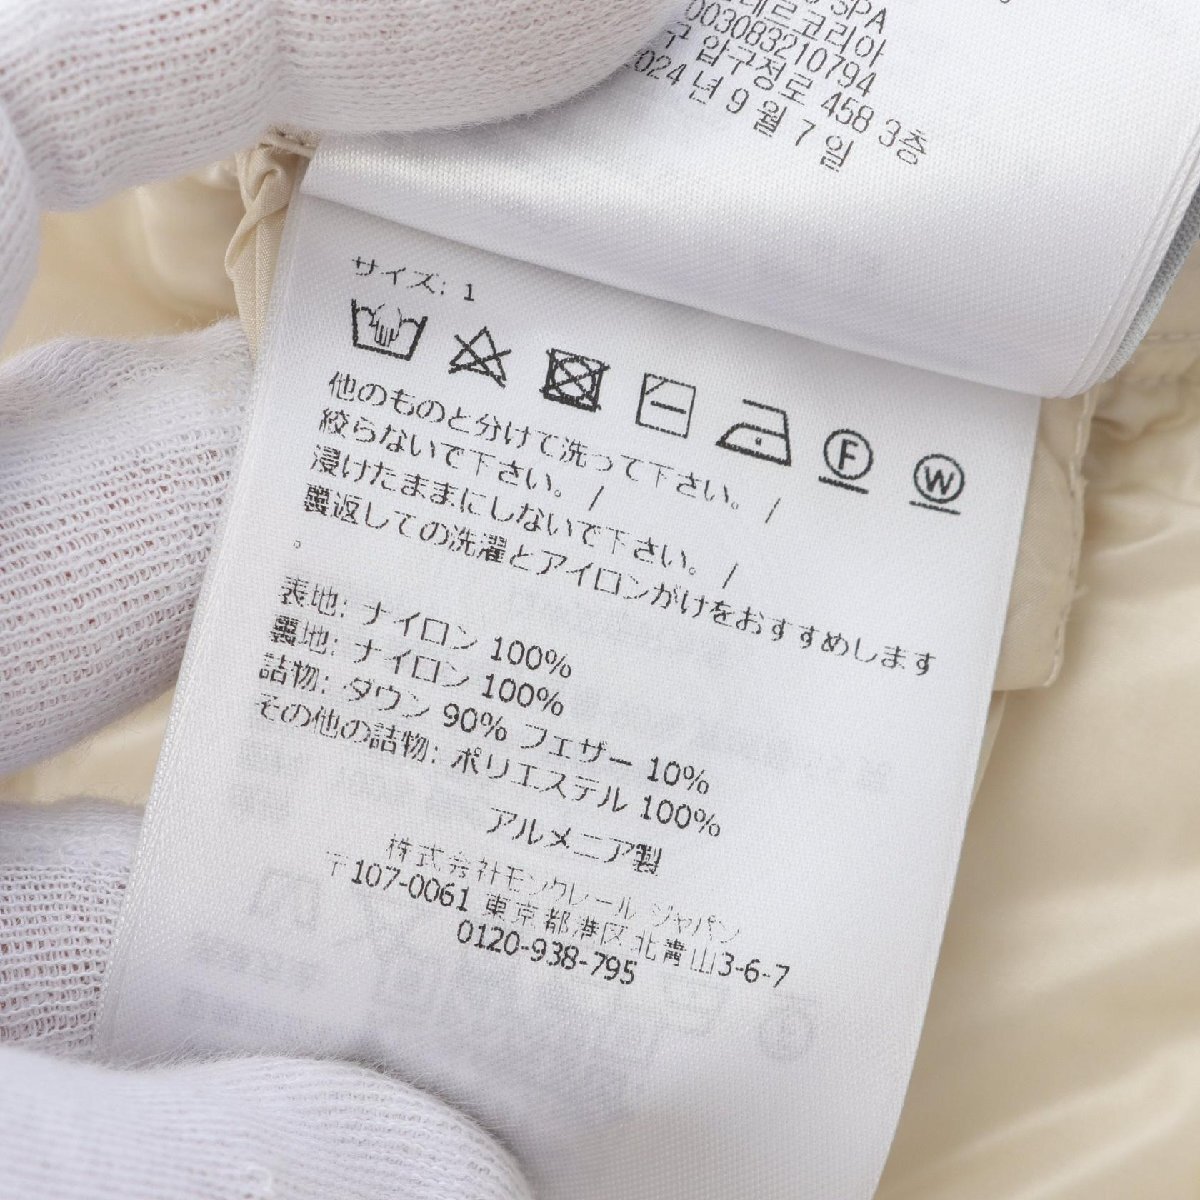 SPA
레르코리아
003083210794
구 압구정로 458 3층
2024 년 9 월 7 일
サイズ: 1
F
W
他のものと分けて洗って下さい。 /
絞らないで下さい。 /
浸けたままにしないで下さい。 /
裏返しての洗濯とアイロンがけをおすすめします
。
表地: ナイロン 100%
裏地: ナイロン 100%
詰物: ダウン 90% フェザー 10%
その他の詰物: ポリエステル 100%
アルメニア製
株式会社モンクレール ジャパン
〒107-0061 東京都港区北青山3-6-7
0120-938-795